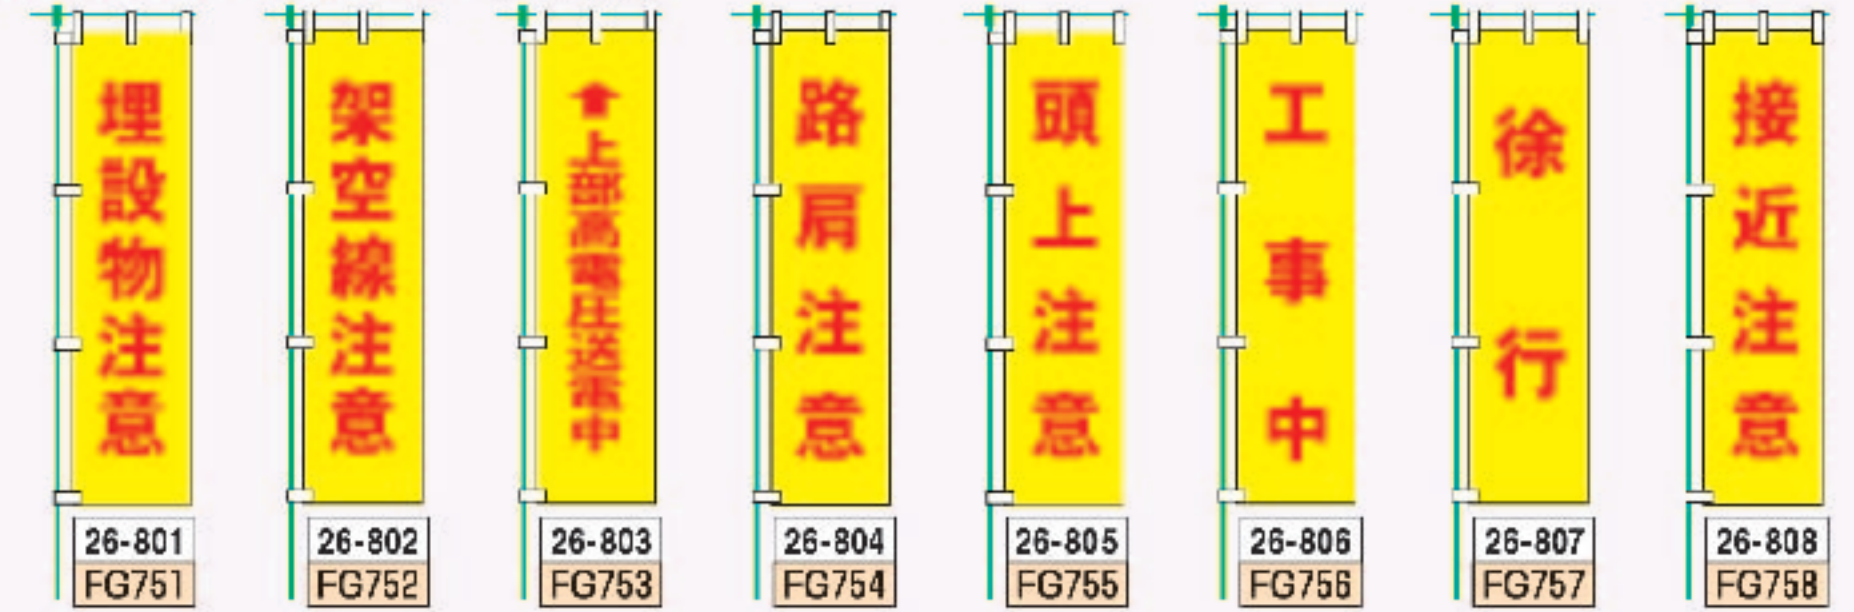 埋設物注意
26-801
FG751
架空線注意
26-802
FG752
⬆上部高電圧送電中
26-803
FG753
路肩注意
26-804
FG754
頭上注意
26-805
FG755
工事中
26-806
FG756
徐行
26-807
FG757
接近注意
26-808
FG758